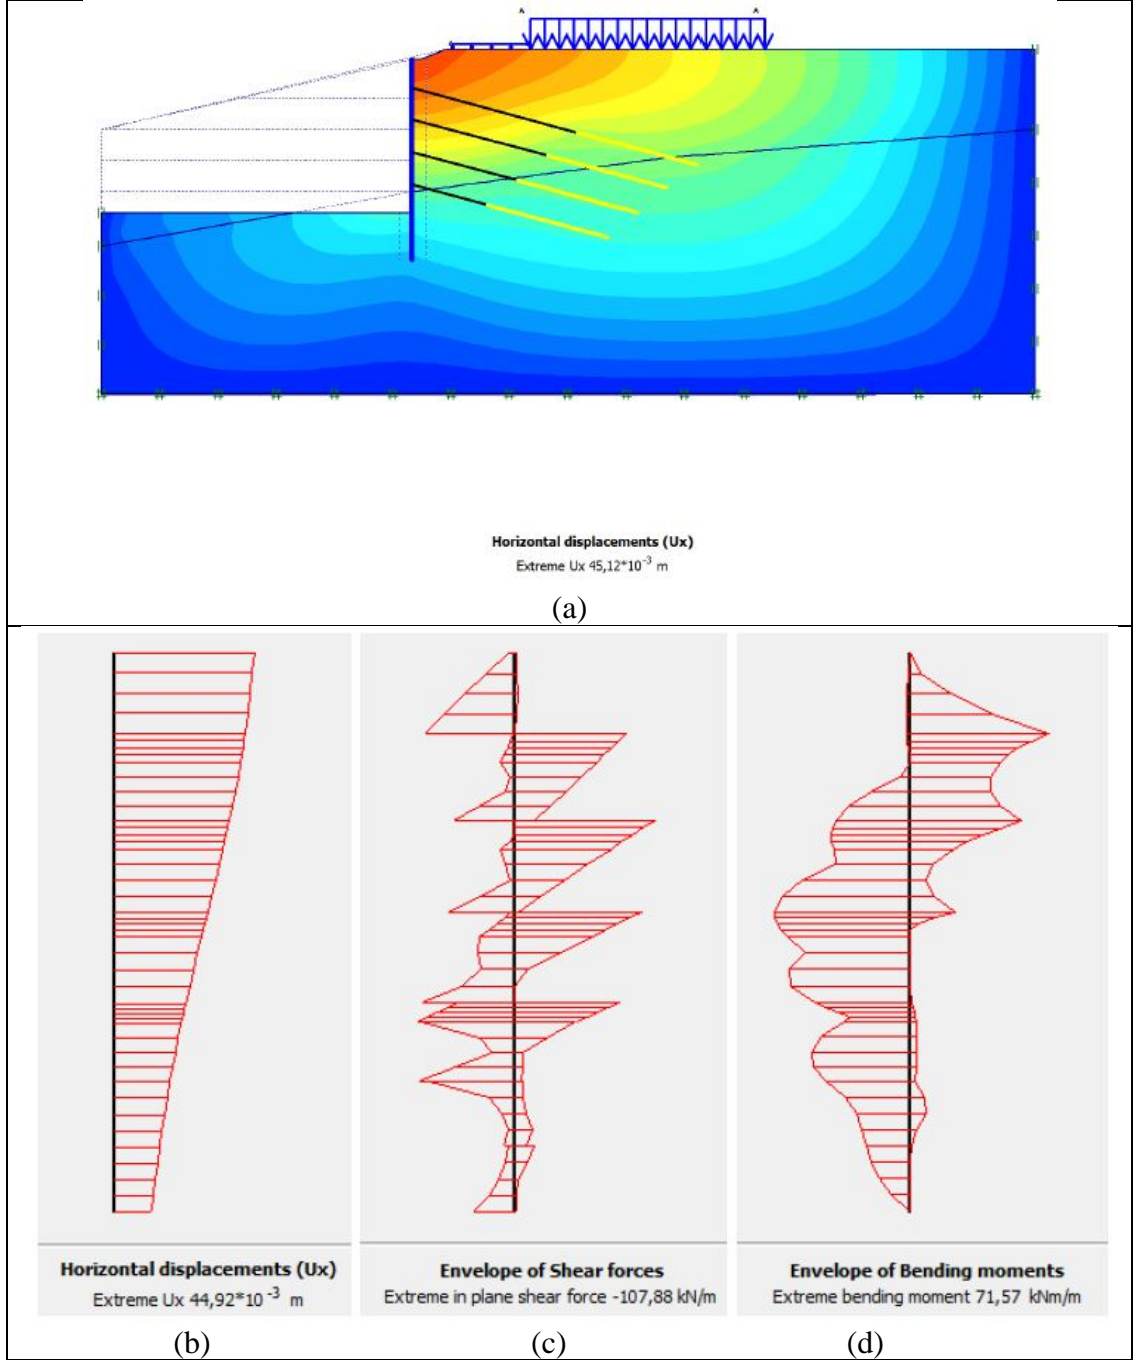 A A
Horizontal displacements (Ux)
Extreme Ux 45,12*10-3 m
(a)
Horizontal displacements (Ux)
Extreme Ux 44,92*10-3 m
Envelope of Shear forces
Extreme in plane shear force -107,88 kN/m
Envelope of Bending moments
Extreme bending moment 71,57 kNm/m
(b) (c) (d)